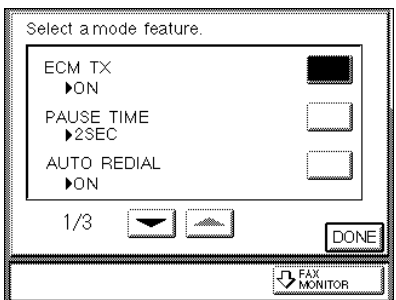 Select a mode feature.
ECM TX
▶ON
PAUSE TIME
▶2SEC
AUTO REDIAL
▶ON
1/3
DONE
FAX
MONITOR